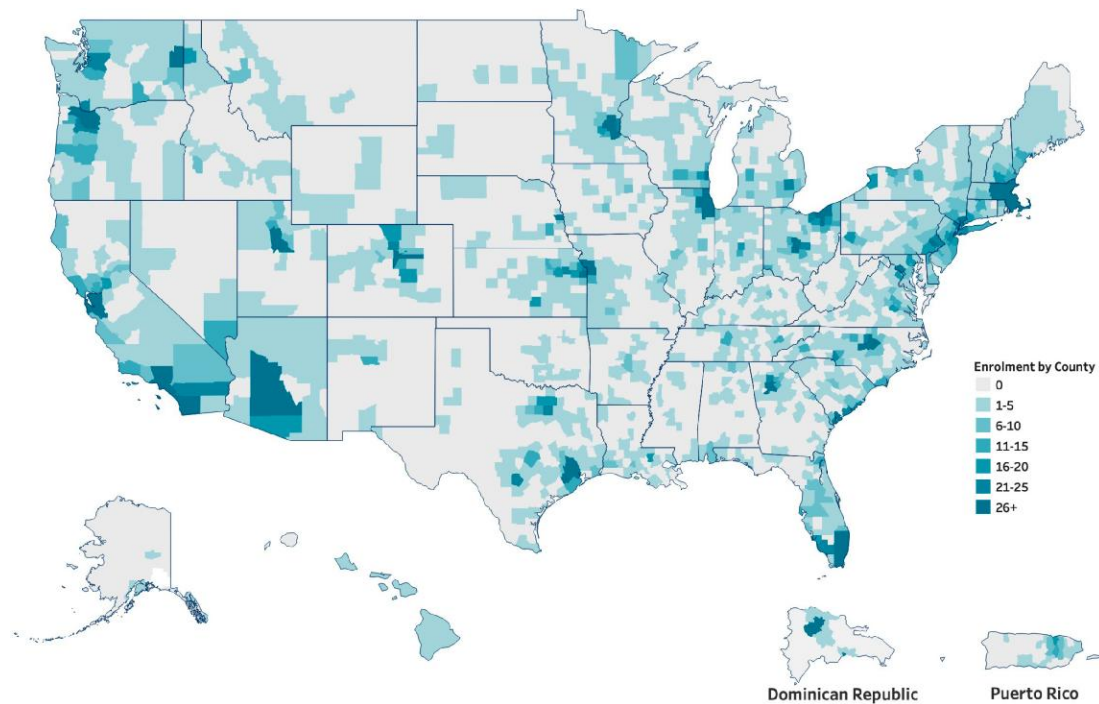 Enrolment by County
0
1-5
6-10
11-15
16-20
21-25
26+
Dominican Republic
Puerto Rico